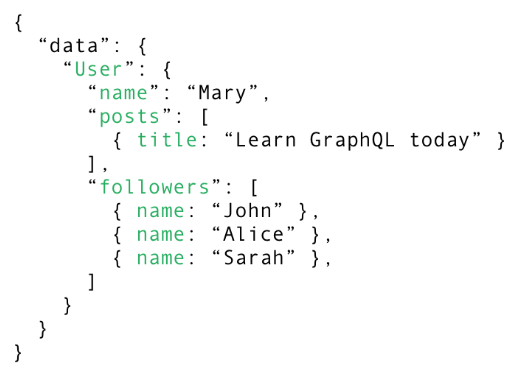 {
  “data”: {
    “User”: {
      “name”: “Mary”,
      “posts”: [
        { title: “Learn GraphQL today” }
      ],
      “followers”: [
        { name: “John” },
        { name: “Alice” },
        { name: “Sarah” },
      ]
    }
  }
}